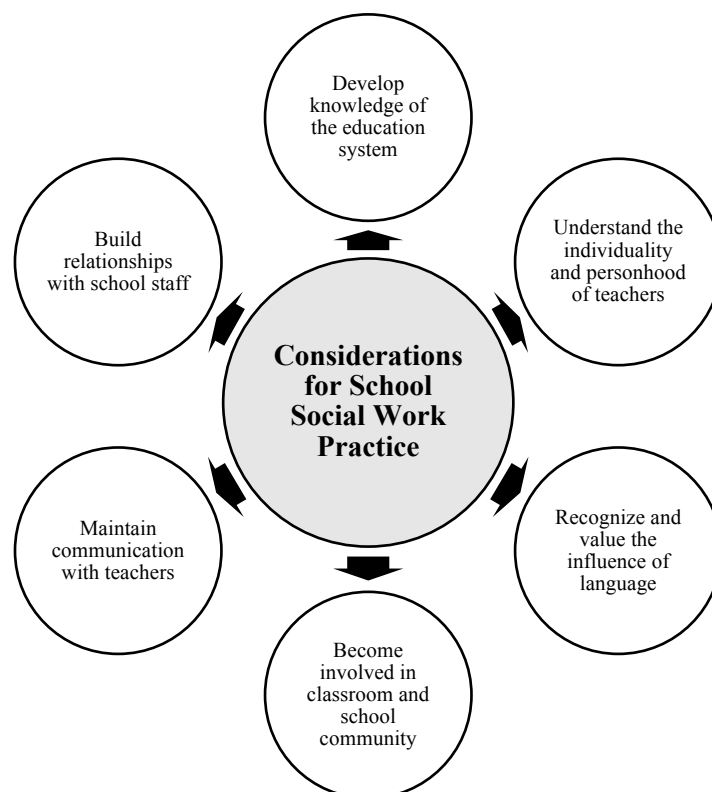 Develop
knowledge of
the education
system
Understand the
individuality
and personhood
of teachers
Recognize and
value the
influence of
language
Become
involved in
classroom and
school
community
Maintain
communication
with teachers
Build
relationships
with school staff
Considerations
for School
Social Work
Practice